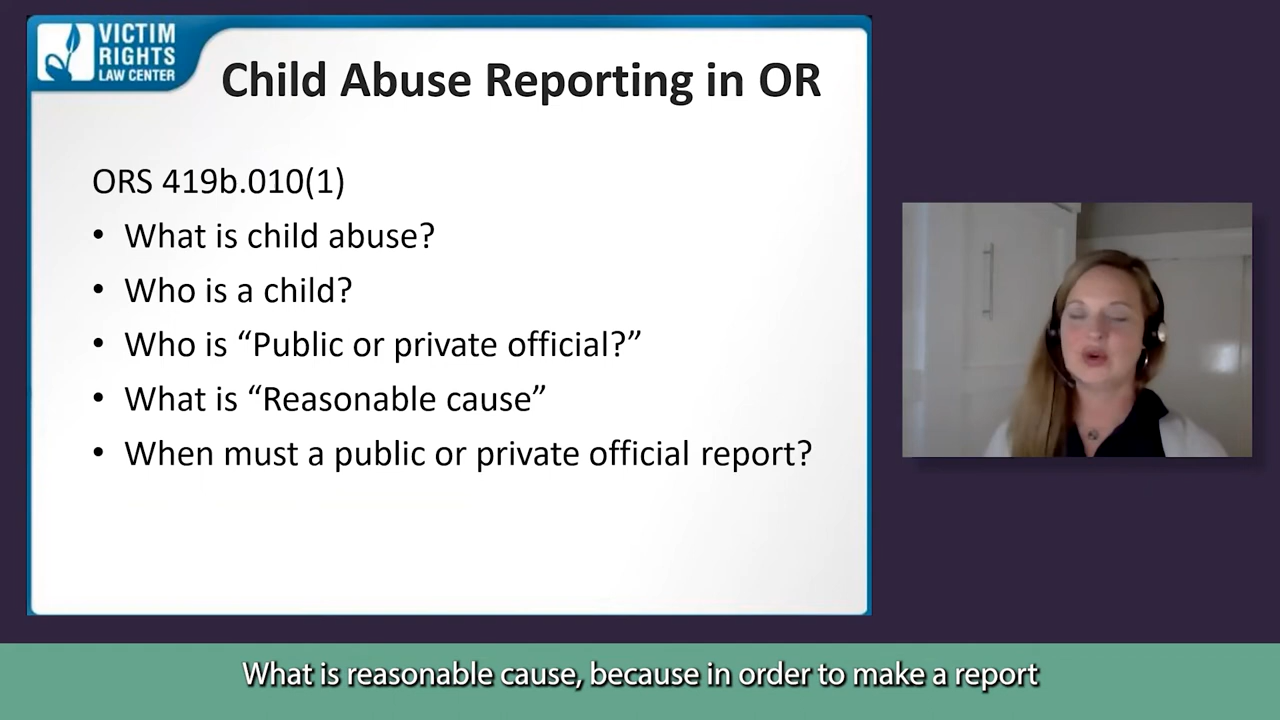 VICTIM
RIGHTS
LAW CENTER
Child Abuse Reporting in OR
ORS 419b.010(1)
• What is child abuse?
• Who is a child?
• Who is “Public or private official?”
• What is “Reasonable cause”
• When must a public or private official report?
What is reasonable cause, because in order to make a report